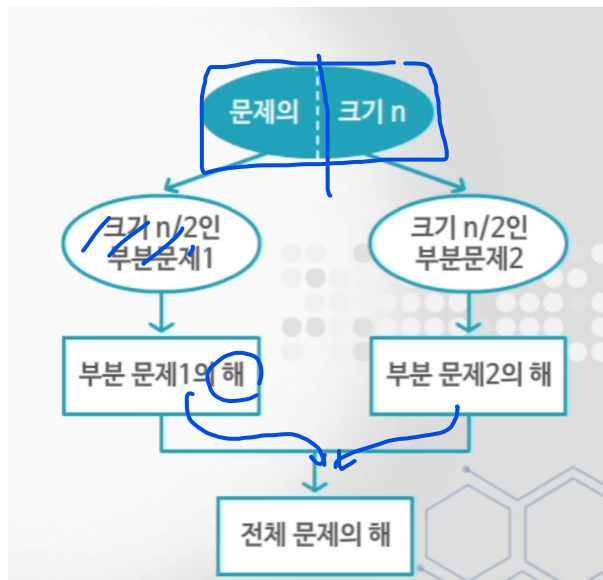 문제의 크기 n
크기 n/2인
부분문제1
크기 n/2인
부분문제2
부분 문제1의 해
부분 문제2의 해
전체 문제의 해